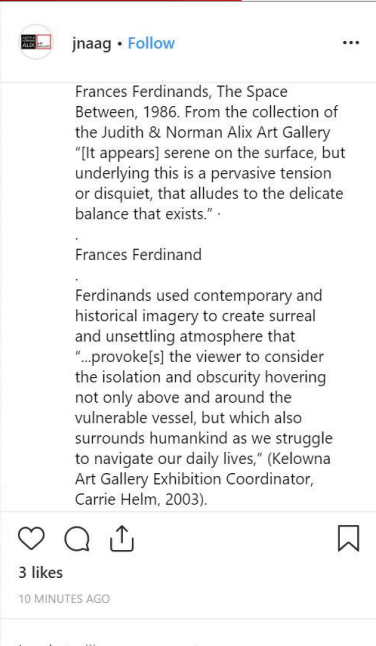 jnaag • Follow
Frances Ferdinands, The Space
Between, 1986. From the collection of
the Judith & Norman Alix Art Gallery
“[It appears] serene on the surface, but
underlying this is a pervasive tension
or disquiet, that alludes to the delicate
balance that exists.” ·
.
Frances Ferdinand
.
Ferdinands used contemporary and
historical imagery to create surreal
and unsettling atmosphere that
“...provoke[s] the viewer to consider
the isolation and obscurity hovering
not only above and around the
vulnerable vessel, but which also
surrounds humankind as we struggle
to navigate our daily lives,” (Kelowna
Art Gallery Exhibition Coordinator,
Carrie Helm, 2003).
3 likes
10 MINUTES AGO